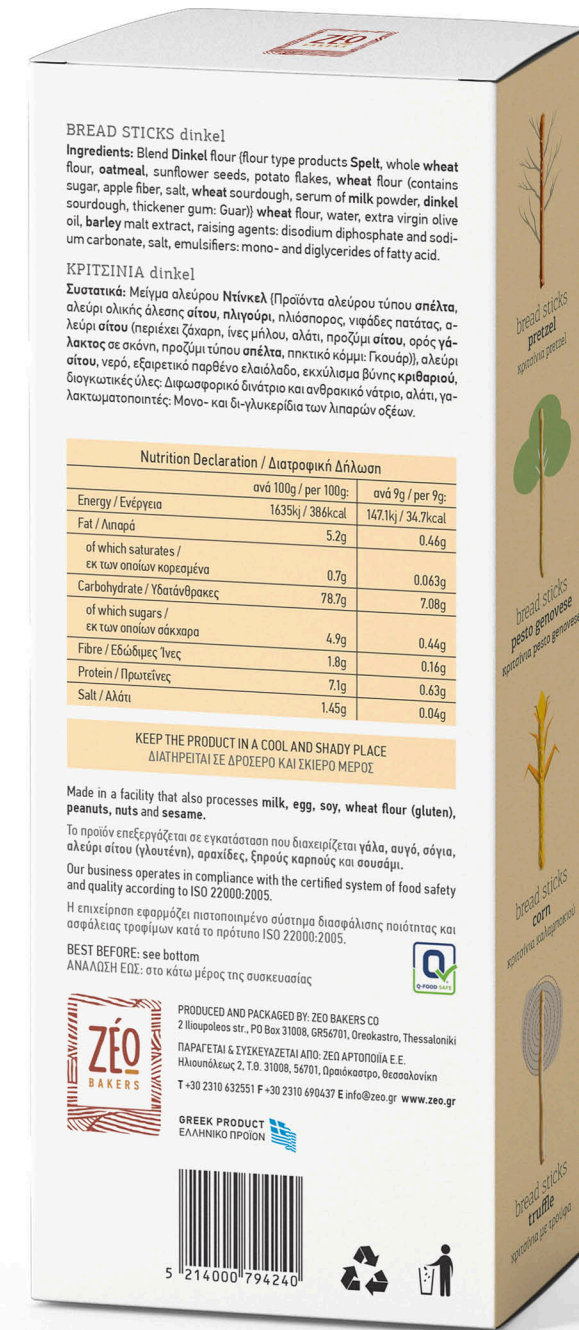 ZÉO
BAKERS
BREAD STICKS dinkel
Ingredients: Blend Dinkel flour {flour type products Spelt, whole wheat
flour, oatmeal, sunflower seeds, potato flakes, wheat flour (contains
sugar, apple fiber, salt, wheat sourdough, serum of milk powder, dinkel
sourdough, thickener gum: Guar)} wheat flour, water, extra virgin olive
oil, barley malt extract, raising agents: disodium diphosphate and sodi-
um carbonate, salt, emulsifiers: mono- and diglycerides of fatty acid.
ΚΡΙΤΣΙΝΙΑ dinkel
Συστατικά: Μείγμα αλεύρου Ντίνκελ {Προϊόντα αλεύρου τύπου σπέλτα,
αλεύρι ολικής άλεσης σίτου, πλιγούρι, ηλιόσπορος, νιφάδες πατάτας, α-
λεύρι σίτου (περιέχει ζάχαρη, ίνες μήλου, αλάτι, προζύμι σίτου, ορός γά-
λακτος σε σκόνη, προζύμι τύπου σπέλτα, πηκτικό κόμμι: Γκουάρ)}, αλεύρι
σίτου, νερό, εξαιρετικό παρθένο ελαιόλαδο, εκχύλισμα βύνης κριθαριού,
διογκωτικές ύλες: Διφωσφορικό δινάτριο και ανθρακικό νάτριο, αλάτι, γα-
λακτωματοποιητές: Μονο- και δι-γλυκερίδια των λιπαρών οξέων.
Nutrition Declaration / Διατροφική Δήλωση
ανά 100g / per 100g: ανά 9g / per 9g:
Energy / Ενέργεια 1635kj / 386kcal 147.1kj / 34.7kcal
Fat / Λιπαρά 5.2g 0.46g
of which saturates /
εκ των οποίων κορεσμένα 0.7g 0.063g
Carbohydrate / Υδατάνθρακες 78.7g 7.08g
of which sugars /
εκ των οποίων σάκχαρα 4.9g 0.44g
Fibre / Εδώδιμες Ίνες 1.8g 0.16g
Protein / Πρωτεΐνες 7.1g 0.63g
Salt / Αλάτι 1.45g 0.04g
KEEP THE PRODUCT IN A COOL AND SHADY PLACE
ΔΙΑΤΗΡΕΙΤΑΙ ΣΕ ΔΡΟΣΕΡΟ ΚΑΙ ΣΚΙΕΡΟ ΜΕΡΟΣ
Made in a facility that also processes milk, egg, soy, wheat flour (gluten),
peanuts, nuts and sesame.
Το προϊόν επεξεργάζεται σε εγκατάσταση που διαχειρίζεται γάλα, αυγό, σόγια,
αλεύρι σίτου (γλουτένη), αραχίδες, ξηρούς καρπούς και σουσάμι.
Our business operates in compliance with the certified system of food safety
and quality according to ISO 22000:2005.
Η επιχείρηση εφαρμόζει πιστοποιημένο σύστημα διασφάλισης ποιότητας και
ασφάλειας τροφίμων κατά το πρότυπο ISO 22000:2005.
BEST BEFORE: see bottom
ΑΝΑΛΩΣΗ ΕΩΣ: στο κάτω μέρος της συσκευασίας
Q-FOOD SAFE
ZÉO
BAKERS
PRODUCED AND PACKAGED BY: ZEO BAKERS CO
2 Ilioupoleos str., PO Box 31008, GR56701, Oreokastro, Thessaloniki
ΠΑΡΑΓΕΤΑΙ & ΣΥΣΚΕΥΑΖΕΤΑΙ ΑΠΟ: ΖΕΟ ΑΡΤΟΠΟΙΪΑ Ε.Ε.
Ηλιουπόλεως 2, Τ.Θ. 31008, 56701, Ωραιόκαστρο, Θεσσαλονίκη
T +30 2310 632551 F +30 2310 690437 E info@zeo.gr www.zeo.gr
GREEK PRODUCT
ΕΛΛΗΝΙΚΟ ΠΡΟΪΟΝ
5 214000 794240
bread sticks
pretzel
κριτσίνια pretzel
bread sticks
pesto genovese
κριτσίνια pesto genovese
bread sticks
corn
κριτσίνια καλαμποκιού
bread sticks
truffle
κριτσίνια με τρούφα